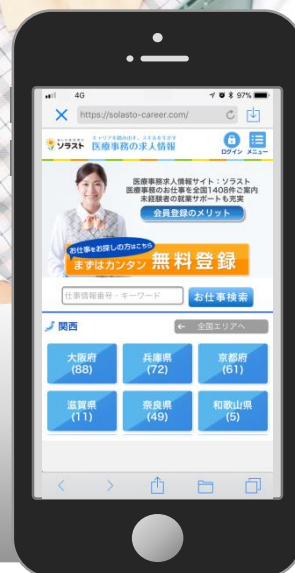 4G
97%
https://solasto-career.com/
キャリアを踏み出す、スキルを生かす
ソラスト 医療事務の求人情報
ログイン メニュー
医療事務求人情報サイト：ソラスト
医療事務のお仕事を全国1408件ご案内
未経験者の就業サポートも充実
会員登録のメリット
お仕事をお探しの方はこちら
まずはカンタン 無料登録
仕事情報番号・キーワード
お仕事検索
関西
全国エリアへ
大阪府
(88)
兵庫県
(72)
京都府
(61)
滋賀県
(11)
奈良県
(49)
和歌山県
(5)